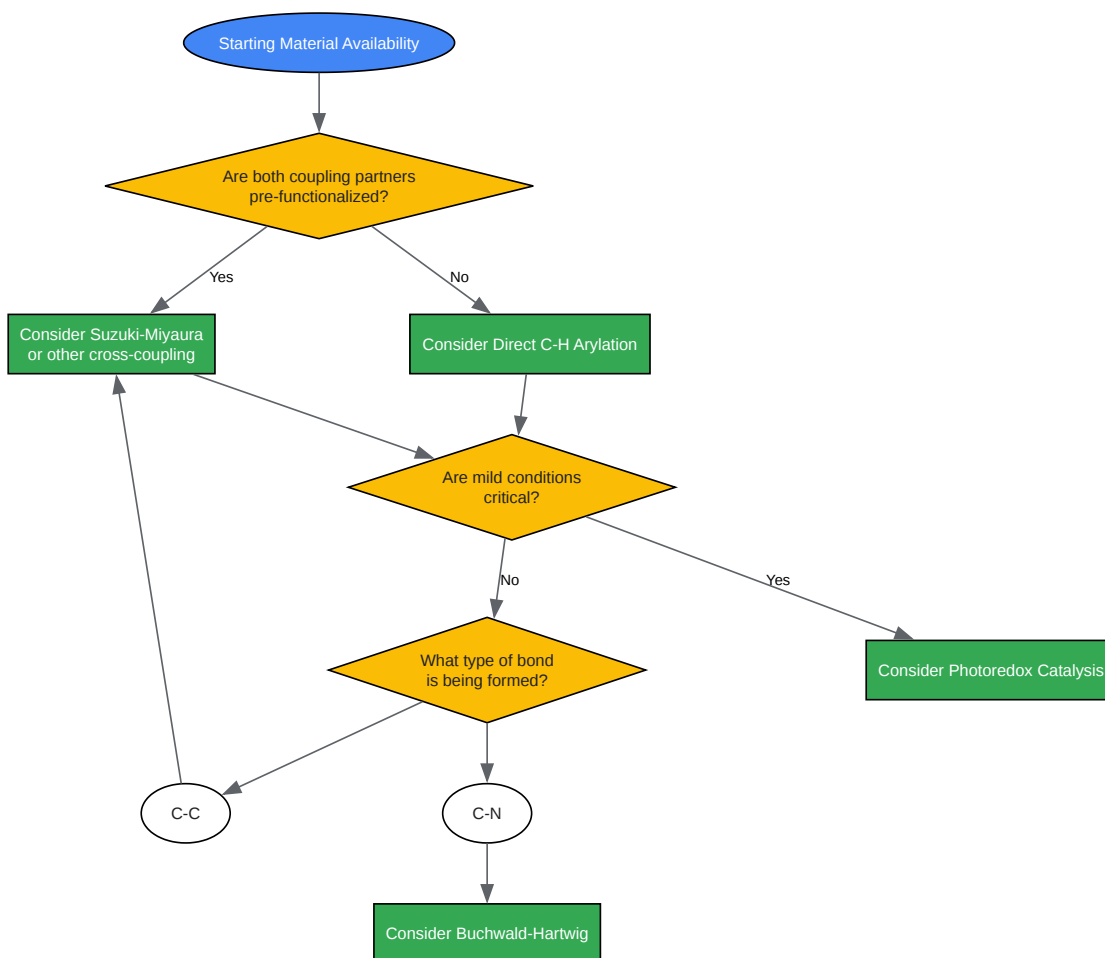 Starting Material Availability
Are both coupling partners
pre-functionalized?
Yes
No
Consider Suzuki-Miyaura
or other cross-coupling
Consider Direct C-H Arylation
Are mild conditions
critical?
No
Yes
What type of bond
is being formed?
Consider Photoredox Catalysis
C-C
C-N
Consider Buchwald-Hartwig